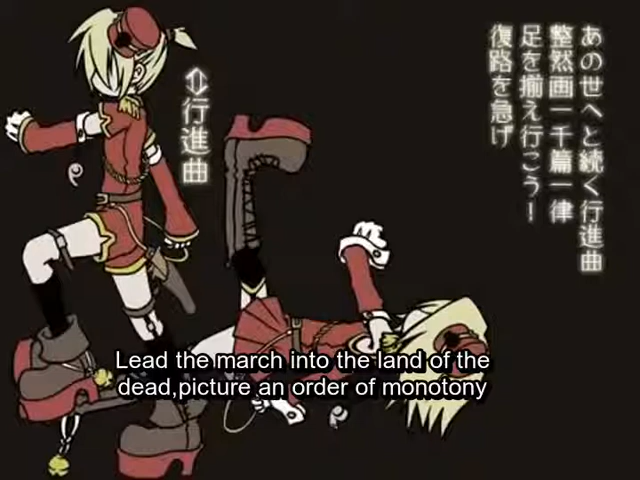 あの世へと続く行進曲
整然画一千篇一律
足を揃え行こう!
復路を急げ
⇕行進曲
Lead the march into the land of the
dead,picture an order of monotony